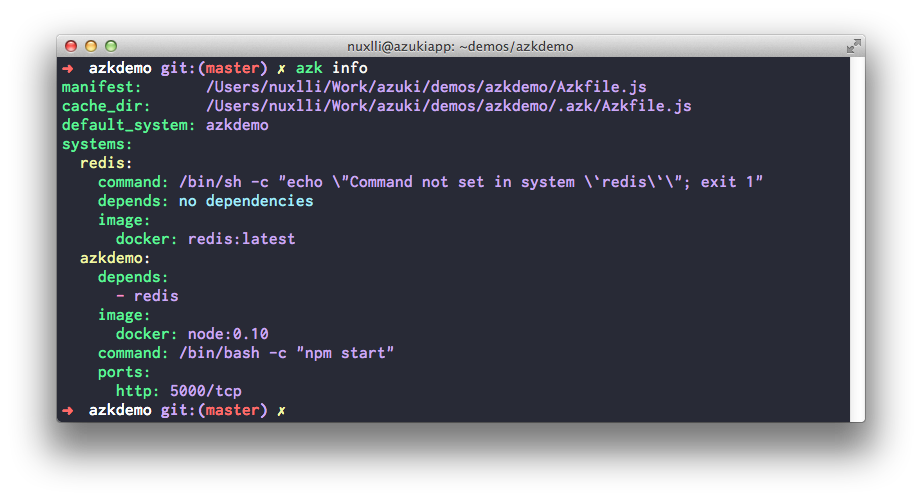 nuxlli@azukiapp: ~demos/azkdemo
➜  azkdemo git:(master) ✗ azk info
manifest:       /Users/nuxlli/Work/azuki/demos/azkdemo/Azkfile.js
cache_dir:      /Users/nuxlli/Work/azuki/demos/azkdemo/.azk/Azkfile.js
default_system: azkdemo
systems:
  redis:
    command: /bin/sh -c "echo \"Command not set in system \`redis\`\"; exit 1"
    depends: no dependencies
    image:
      docker: redis:latest
  azkdemo:
    depends:
      - redis
    image:
      docker: node:0.10
    command: /bin/bash -c "npm start"
    ports:
      http: 5000/tcp
➜  azkdemo git:(master) ✗